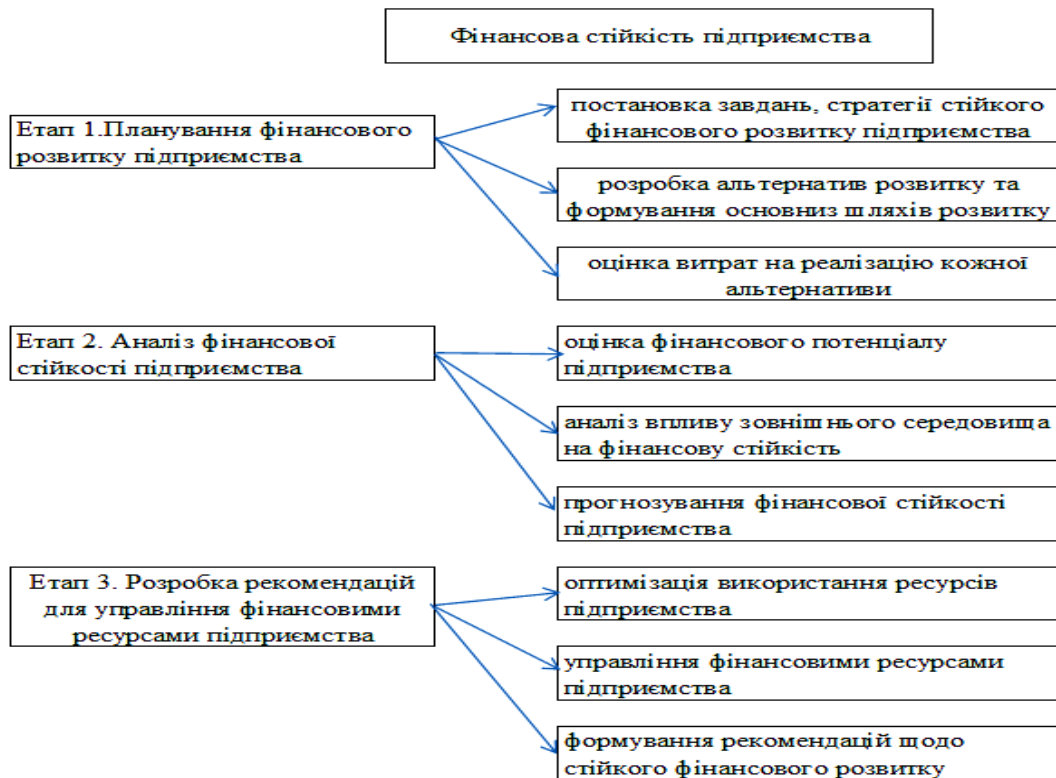 Фінансова стійкість підприємства
Етап 1.Планування фінансового
розвитку підприємства
постановка завдань, стратегії стійкого
фінансового розвитку підприємства
розробка альтернатив розвитку та
формування основниз шляхів розвитку
оцінка витрат на реалізацію кожної
альтернативи
Етап 2. Аналіз фінансової
стійкості підприємства
оцінка фінансового потенціалу
підприємства
аналіз впливу зовнішнього середовища
на фінансову стійкість
прогнозування фінансової стійкості
підприємства
Етап 3. Розробка рекомендацій
для управління фінансовими
ресурсами підприємства
оптимізація використання ресурсів
підприємства
управління фінансовими ресурсами
підприємства
формування рекомендацій щодо
стійкого фінансового розвитку